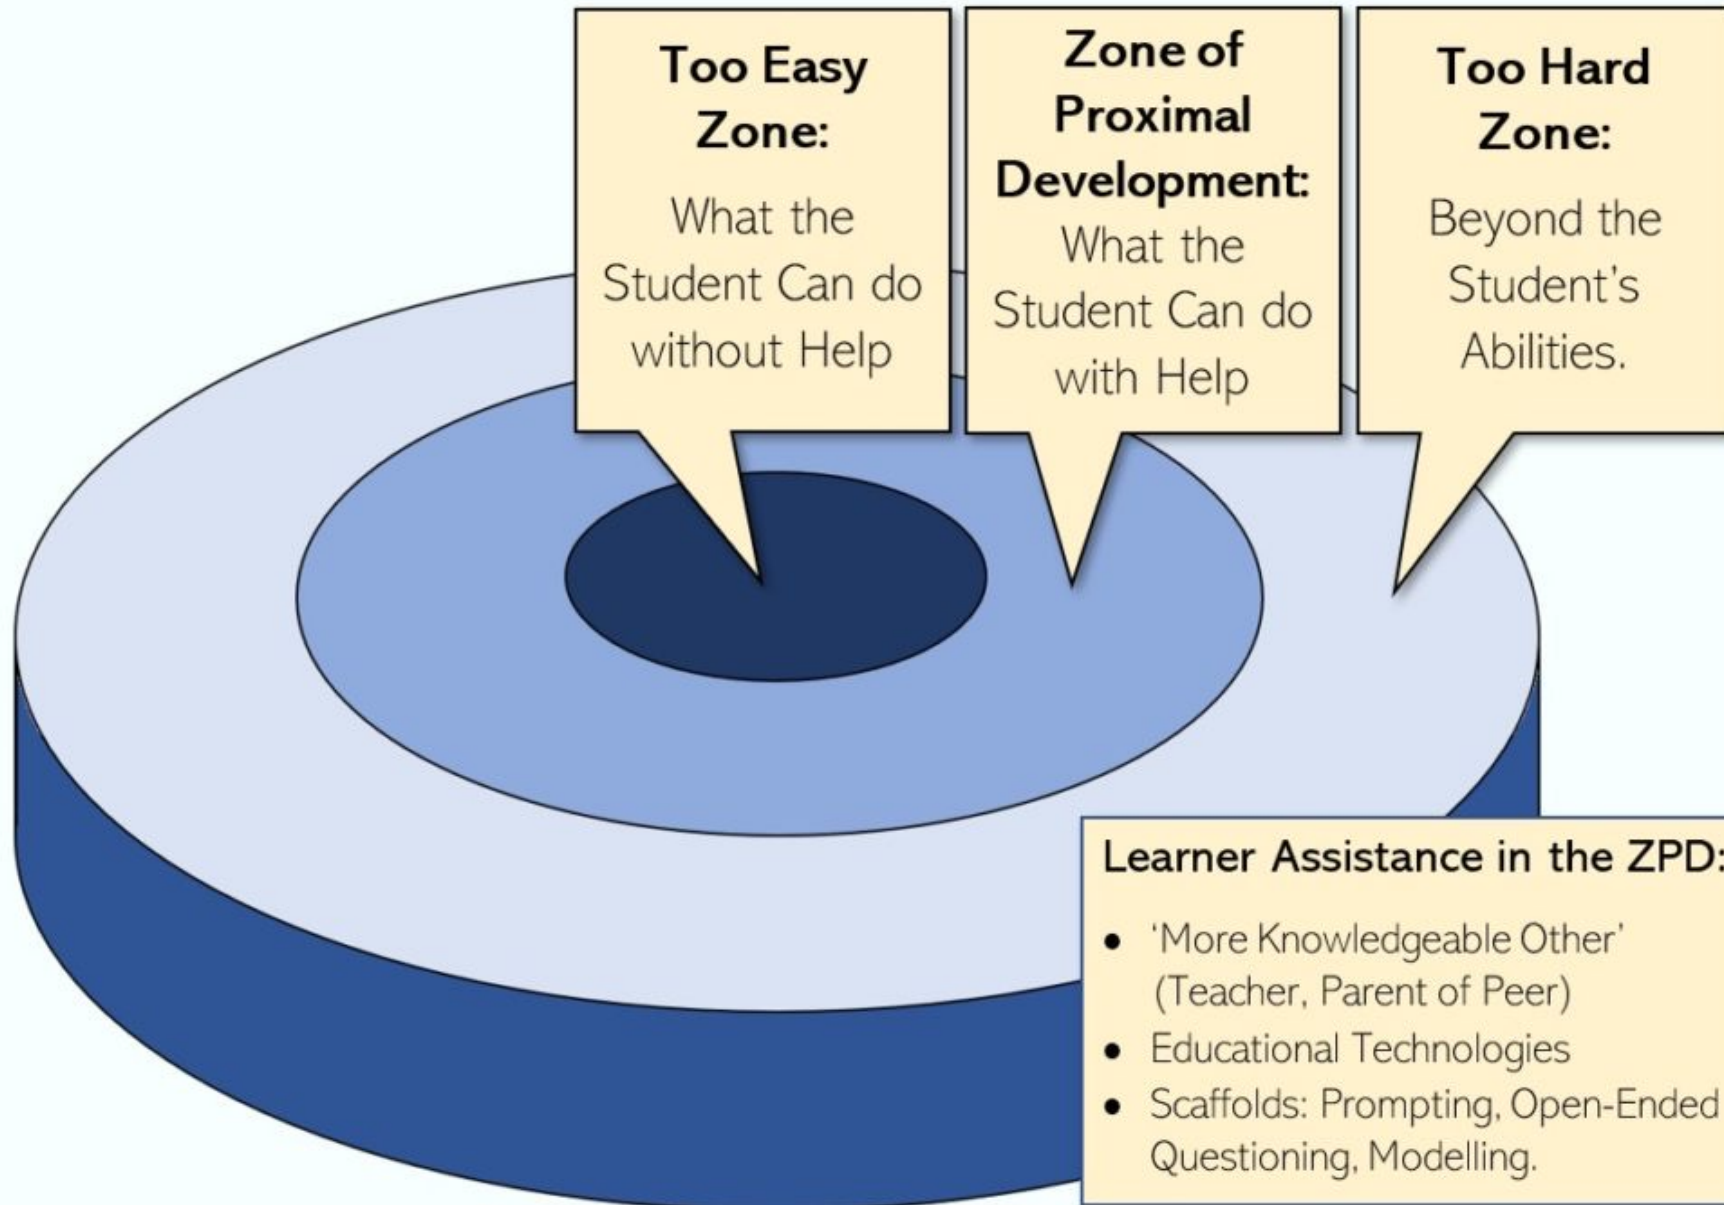 Too Easy
Zone:
What the
Student Can do
without Help
Zone of
Proximal
Development:
What the
Student Can do
with Help
Too Hard
Zone:
Beyond the
Student's
Abilities.
Learner Assistance in the ZPD:
● ‘More Knowledgeable Other’
(Teacher, Parent of Peer)
● Educational Technologies
● Scaffolds: Prompting, Open-Ended
Questioning, Modelling.